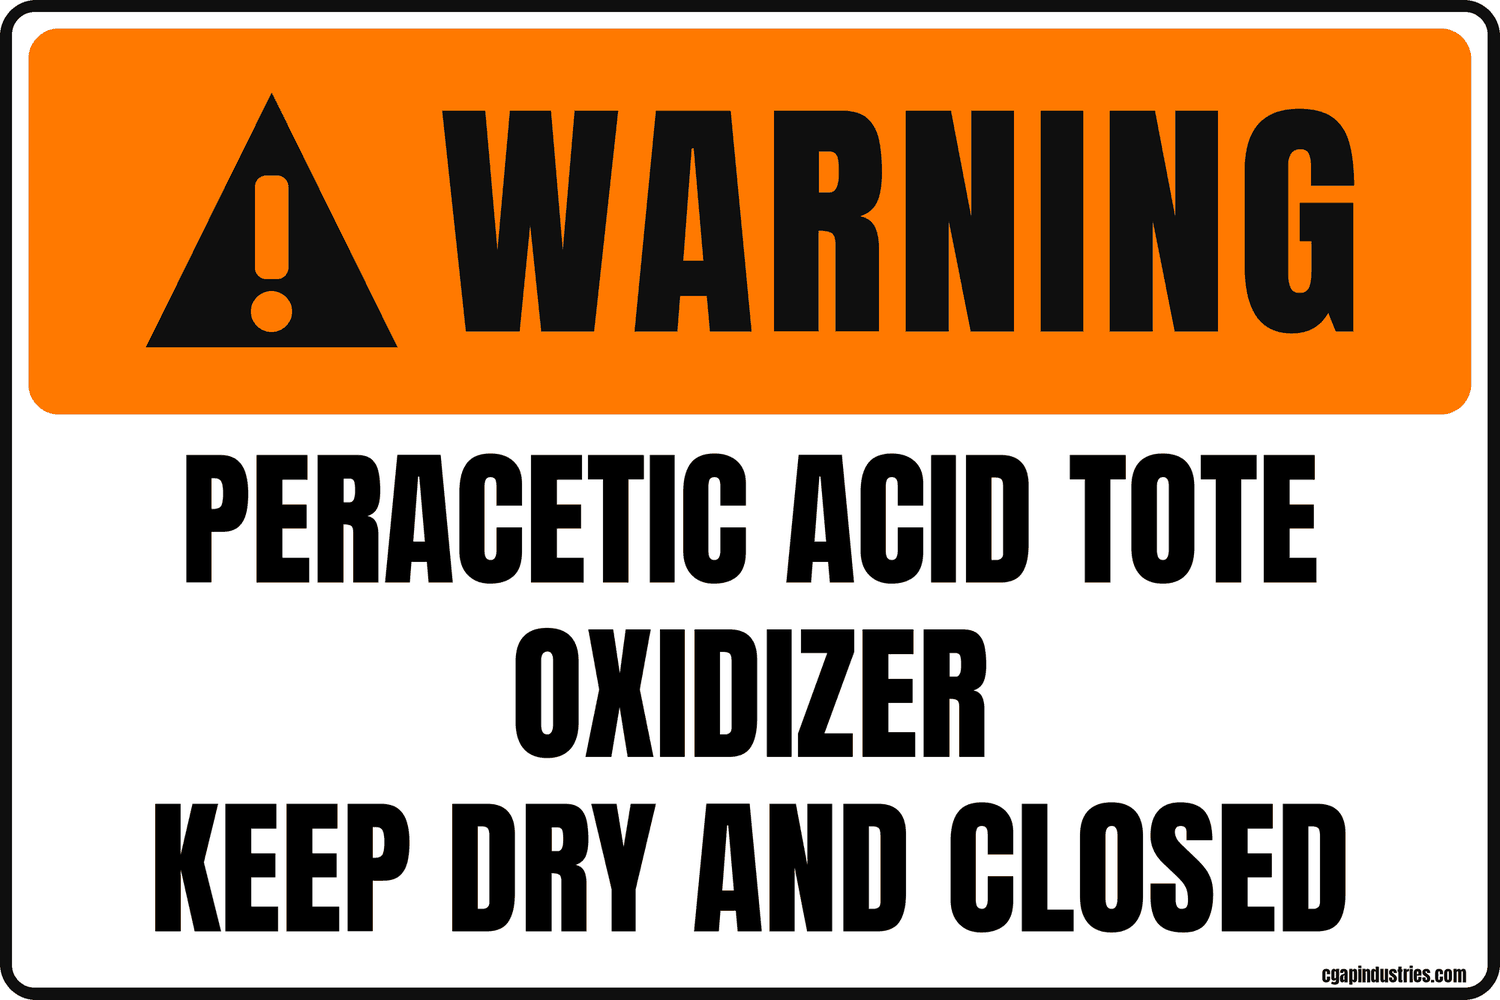 WARNING
PERACETIC ACID TOTE
OXIDIZER
KEEP DRY AND CLOSED
cgapindustries.com